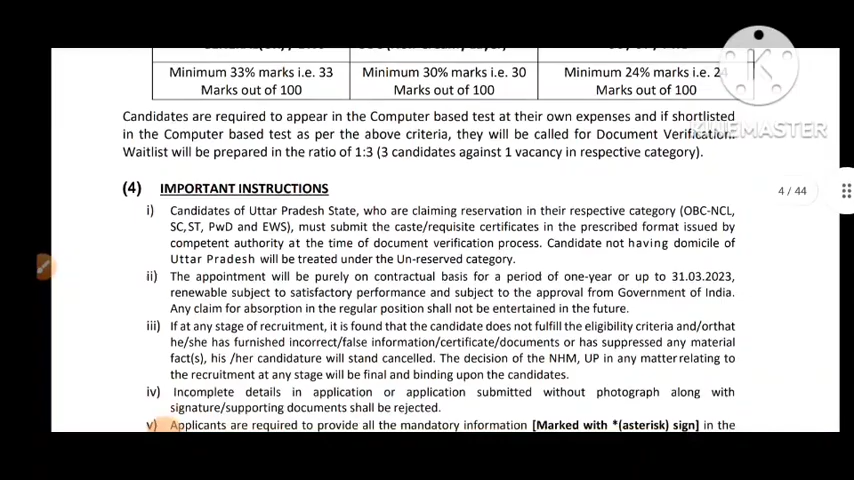 Minimum 33% marks i.e. 33 Marks out of 100
Minimum 30% marks i.e. 30 Marks out of 100
Minimum 24% marks i.e. 24 Marks out of 100
Candidates are required to appear in the Computer based test at their own expenses and if shortlisted
in the Computer based test as per the above criteria, they will be called for Document Verification.
Waitlist will be prepared in the ratio of 1:3 (3 candidates against 1 vacancy in respective category).
(4) IMPORTANT INSTRUCTIONS
i) Candidates of Uttar Pradesh State, who are claiming reservation in their respective category (OBC-NCL,
SC,ST, PwD and EWS), must submit the caste/requisite certificates in the prescribed format issued by
competent authority at the time of document verification process. Candidate not having domicile of
Uttar Pradesh will be treated under the Un-reserved category.
ii) The appointment will be purely on contractual basis for a period of one-year or up to 31.03.2023,
renewable subject to satisfactory performance and subject to the approval from Government of India.
Any claim for absorption in the regular position shall not be entertained in the future.
iii) If at any stage of recruitment, it is found that the candidate does not fulfill the eligibility criteria and/orthat
he/she has furnished incorrect/false information/certificate/documents or has suppressed any material
fact(s), his /her candidature will stand cancelled. The decision of the NHM, UP in any matterrelating to
the recruitment at any stage will be final and binding upon the candidates.
iv) Incomplete details in application or application submitted without photograph along with
signature/supporting documents shall be rejected.
v) Applicants are required to provide all the mandatory information [Marked with *(asterisk) sign] in the
4 / 44
KINEMASTER